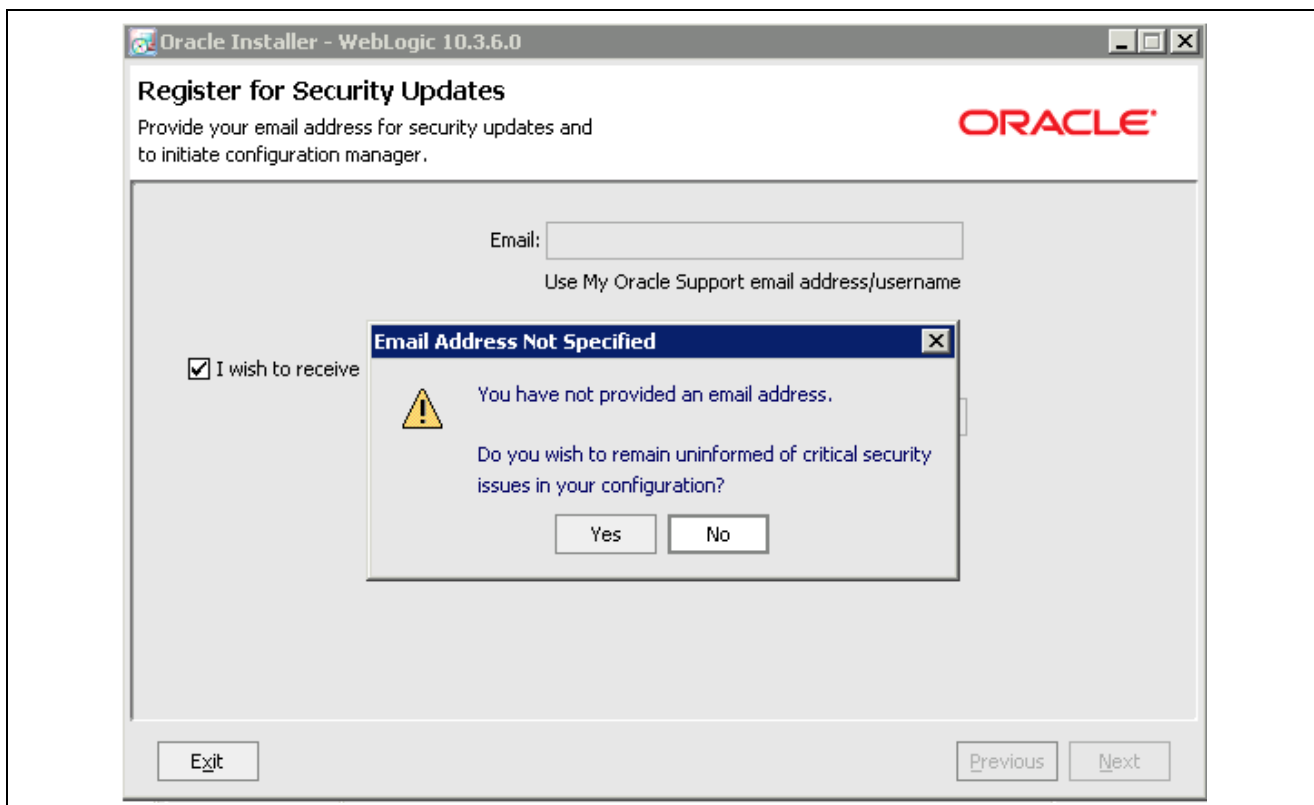 Oracle Installer - WebLogic 10.3.6.0
Register for Security Updates
Provide your email address for security updates and
to initiate configuration manager.
ORACLE
Email:
Use My Oracle Support email address/username
I wish to receive
Email Address Not Specified
You have not provided an email address.
Do you wish to remain uninformed of critical security
issues in your configuration?
Yes
No
Exit
Previous
Next